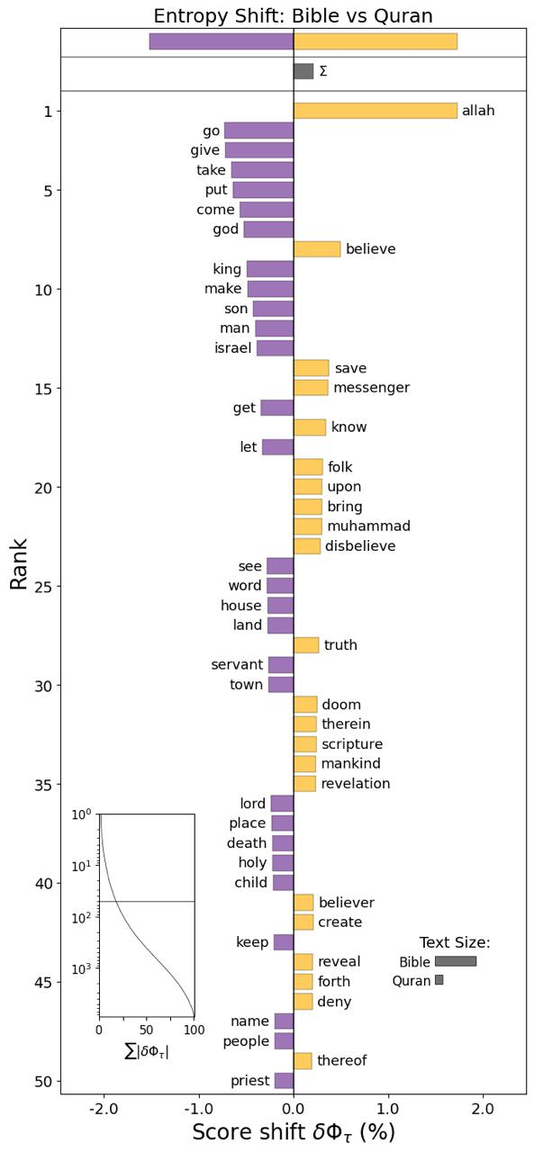 Entropy Shift: Bible vs Quran
Σ
1
allah
go
give
take
5
put
come
god
believe
king
10
make
son
man
israel
save
15
messenger
get
know
let
folk
20
upon
bring
muhammad
disbelieve
see
25
word
house
land
truth
servant
30
town
doom
therein
scripture
mankind
35
revelation
lord
place
death
holy
40
child
believer
create
keep
reveal
45
forth
deny
name
people
thereof
50
priest
Rank
10⁰
10¹
10²
10³
0 50 100
∑|δΦτ|
Text Size:
Bible
Quran
-2.0 -1.0 0.0 1.0 2.0
Score shift δΦτ (%)